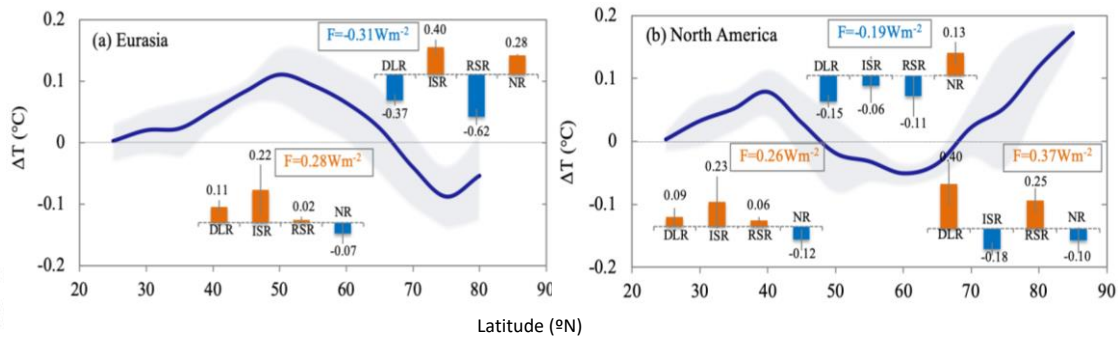 (a) Eurasia
F=-0.31Wm-2
0.40
0.28
DLR
RSR
ISR
NR
-0.37
-0.62
F=0.28Wm-2
0.22
0.11
0.02
NR
DLR
ISR
RSR
-0.07
ΔT (°C)
0.2
0.1
0
-0.1
-0.2
20 30 40 50 60 70 80 90
(b) North America
F=-0.19Wm-2
0.13
DLR
ISR
RSR
NR
-0.15
-0.06
-0.11
F=0.26Wm-2
0.23
0.09
0.06
NR
DLR
ISR
RSR
-0.12
F=0.37Wm-2
0.40
0.25
ISR
NR
DLR
RSR
-0.18
-0.10
ΔT (°C)
0.2
0.1
0
-0.1
-0.2
20 30 40 50 60 70 80 90
Latitude (ºN)